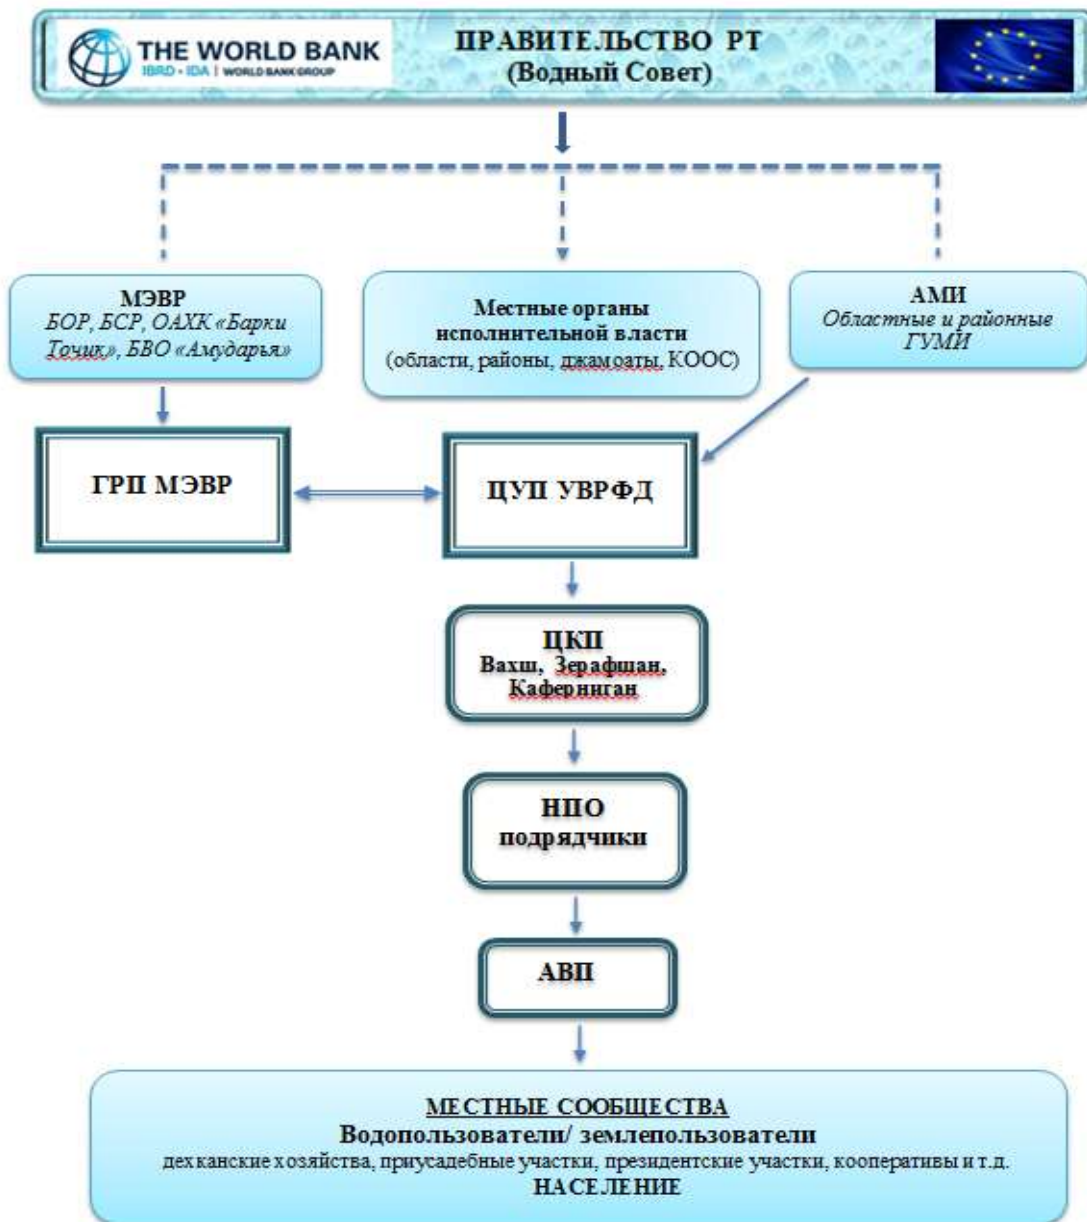 THE WORLD BANK
IBRD • IDA | WORLD BANK GROUP
ПРАВИТЕЛЬСТВО РТ
(Водный Совет)
МЭВР
БОР, БСР, ОАХК «Барки
Точик», БВО «Амударья»
Местные органы
исполнительной власти
(области, районы, джамоаты, КООС)
АМИ
Областные и районные
ГУМИ
ГРП МЭВР
ЦУП УВРФД
ЦКП
Вахш, Зерафшан,
Каферниган
НПО
подрядчики
АВП
МЕСТНЫЕ СООБЩЕСТВА
Водопользователи/ землепользователи
дехканские хозяйства, приусадебные участки, президентские участки, кооперативы и т.д.
НАСЕЛЕНИЕ